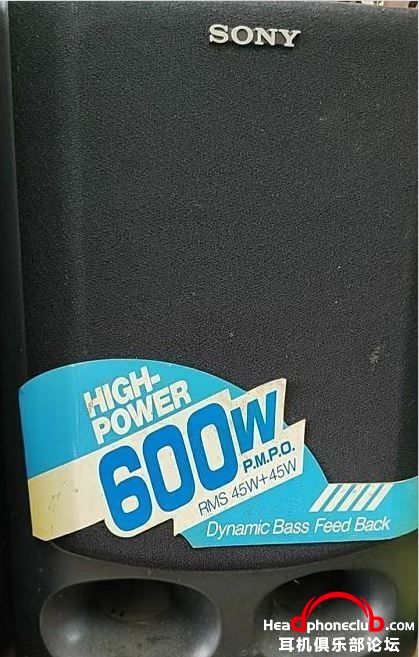 SONY
HIGH-
POWER
600W
P.M.P.O.
RMS 45W+45W
Dynamic Bass Feed Back
Headphoneclub.com
耳机俱乐部论坛